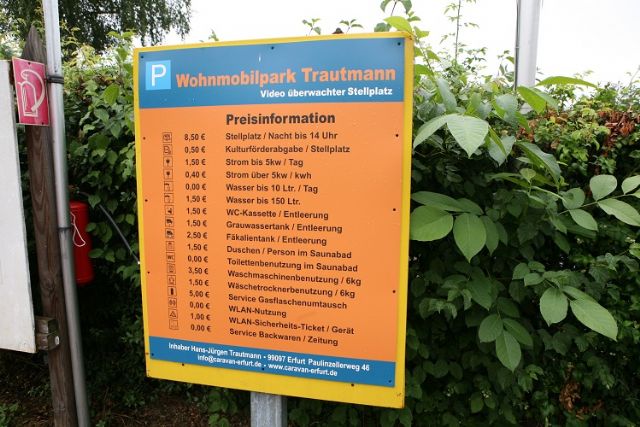 P Wohnmobilpark Trautmann
Video überwachter Stellplatz
Preisinformation
8,50 € Stellplatz / Nacht bis 14 Uhr
0,50 € Kulturförderabgabe / Stellplatz
1,50 € Strom bis 5kw / Tag
0,40 € Strom über 5kw / kwh
0.00 € Wasser bis 10 Ltr. / Tag
1.50 € Wasser bis 150 Ltr.
1.50 € WC-Kassette / Entleerung
1,50 € Grauwassertank / Entleerung
2.50 € Fäkalientank / Entleerung
1,50 € Duschen / Person im Saunabad
0.00 € Toilettenbenutzung im Saunabad
3,50 € Waschmaschinenbenutzung / 6kg
1,50 € Wäschetrocknerbenutzung / 6kg
5,00 € Service Gasflaschenumtausch
0,00 € WLAN-Nutzung
1,00 € WLAN-Sicherheits-Ticket / Gerät
0,00 € Service Backwaren / Zeitung
Inhaber Hans-Jürgen Trautmann - 99097 Erfurt Paulinzellerweg 46
info@caravan-erfurt.de - www.caravan-erfurt.de